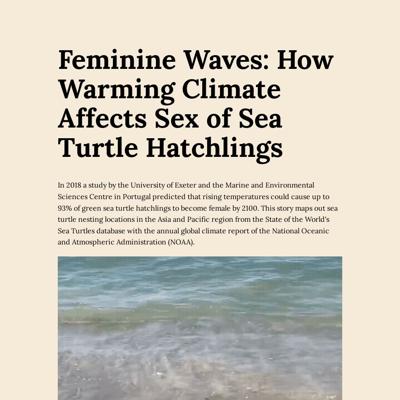 Feminine Waves: How
Warming Climate
Affects Sex of Sea
Turtle Hatchlings
In 2018 a study by the University of Exeter and the Marine and Environmental
Sciences Centre in Portugal predicted that rising temperatures could cause up to
93% of green sea turtle hatchlings to become female by 2100. This story maps out sea
turtle nesting locations in the Asia and Pacific region from the State of the World's
Sea Turtles database with the annual global climate report of the National Oceanic
and Atmospheric Administration (NOAA).